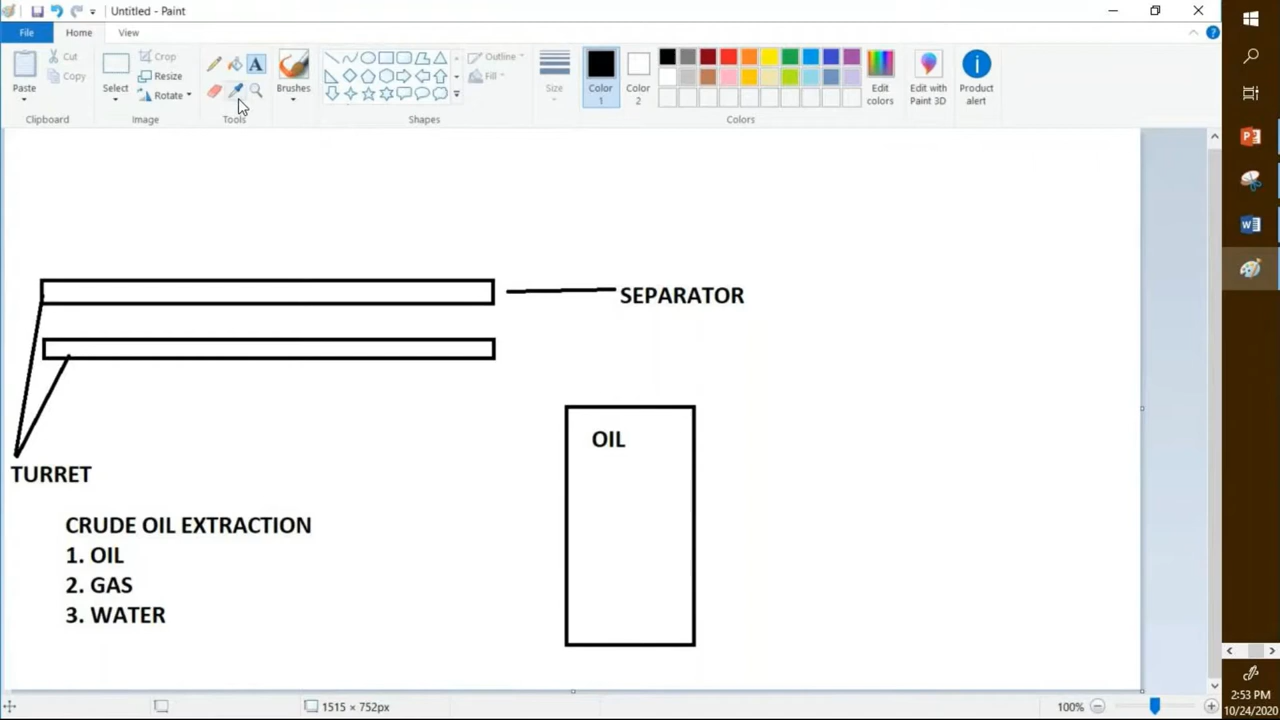 Untitled - Paint
File
Home
View
Paste
Cut
Copy
Clipboard
Select
Crop
Resize
Rotate
Image
A
Tools
Brushes
Outline
Fill
Shapes
Size
Color 1
Color 2
Edit colors
Colors
Edit with Paint 3D
Product alert
SEPARATOR
OIL
TURRET
CRUDE OIL EXTRACTION
1. OIL
2. GAS
3. WATER
1515 × 752px
100%
2:53 PM
10/24/2020